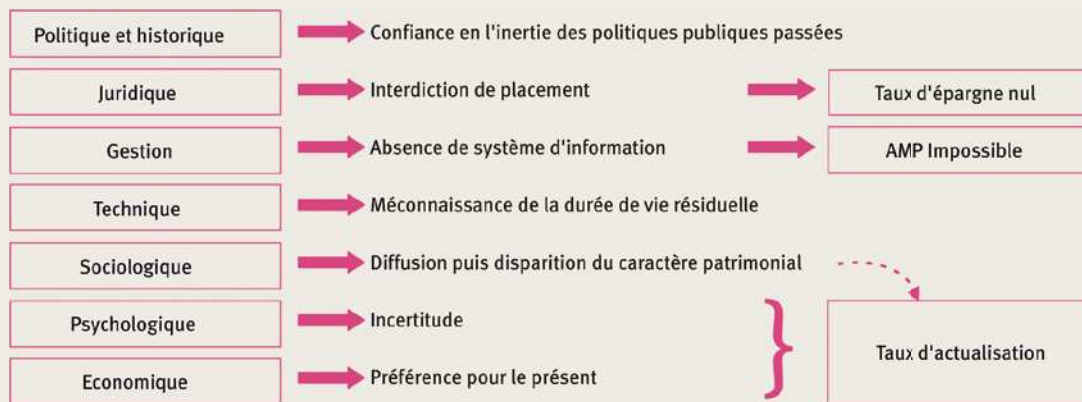 Politique et historique Confiance en l'inertie des politiques publiques passées
Juridique Interdiction de placement Taux d'épargne nul
Gestion Absence de système d'information AMP Impossible
Technique Méconnaissance de la durée de vie résiduelle
Sociologique Diffusion puis disparition du caractère patrimonial
Psychologique Incertitude
Taux d'actualisation
Economique Préférence pour le présent